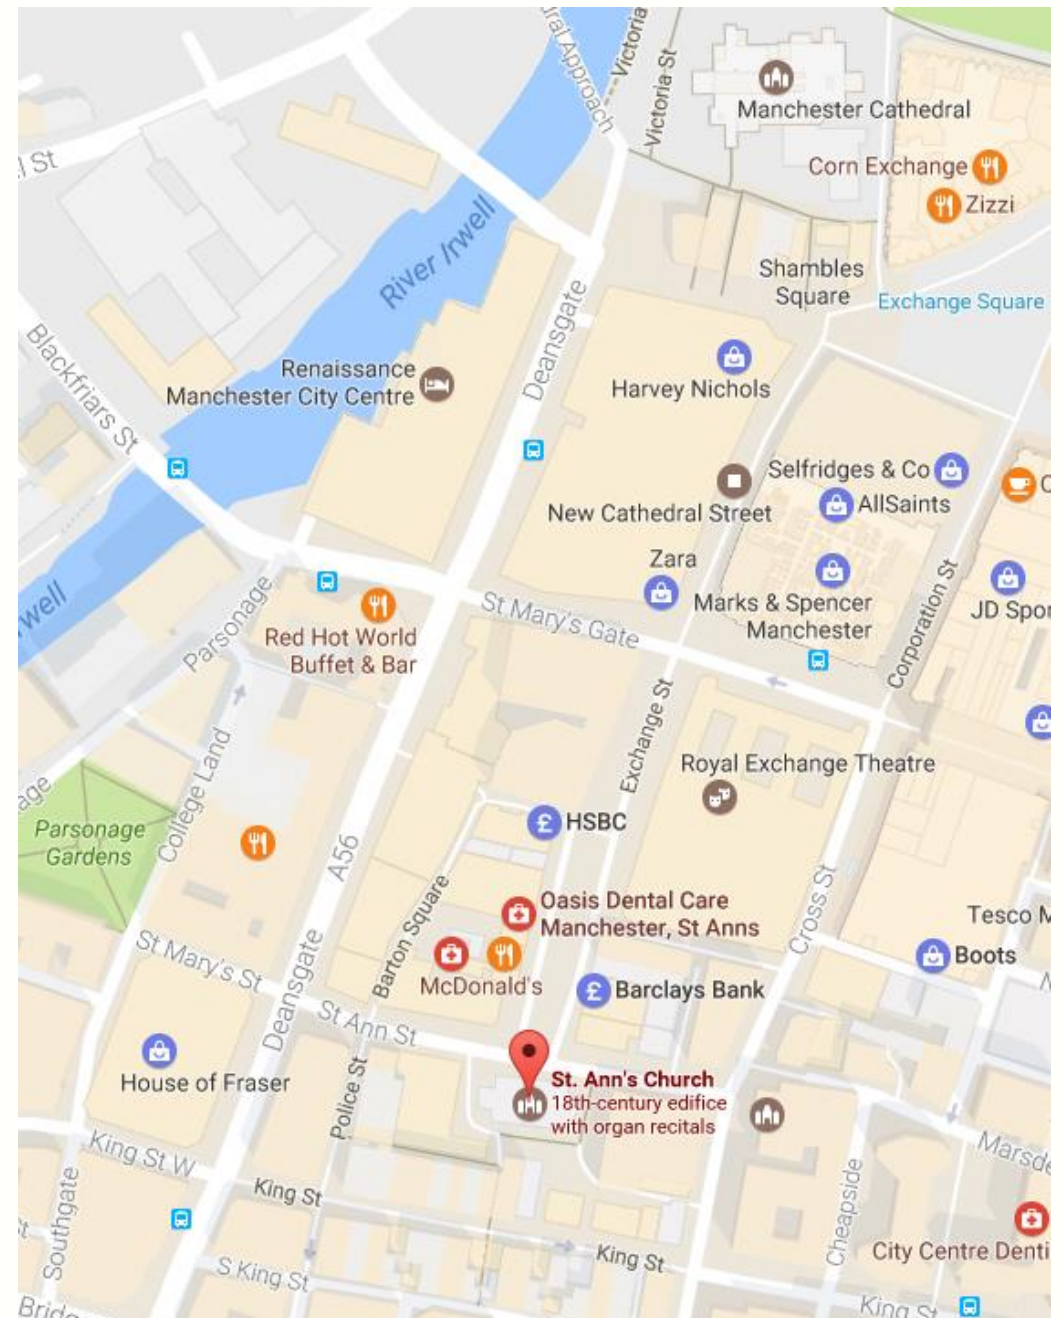 ral Approach
Victoria
Victoria St
Manchester Cathedral
Corn Exchange
Zizzi
l St
River Irwell
Shambles
Square
Exchange Square
Deansgate
Blackfriars St
Renaissance
Manchester City Centre
Harvey Nichols
Selfridges & Co
AllSaints
New Cathedral Street
Zara
Marks & Spencer
Manchester
JD Spor
Corporation St
St Mary's Gate
rwell
Parsonage
Red Hot World
Buffet & Bar
Exchange St
Royal Exchange Theatre
College Land
age
Parsonage
Gardens
A56
£ HSBC
Barton Square
Oasis Dental Care
Manchester, St Anns
Cross St
Tesco M
Boots
St Mary's St
McDonald's
£ Barclays Bank
Deansgate
St Ann St
House of Fraser
Police St
St. Ann's Church
18th-century edifice
with organ recitals
Marsde
King St W
King St
Southgate
Cheapside
City Centre Denti
King St
S King St
King St
Bridg